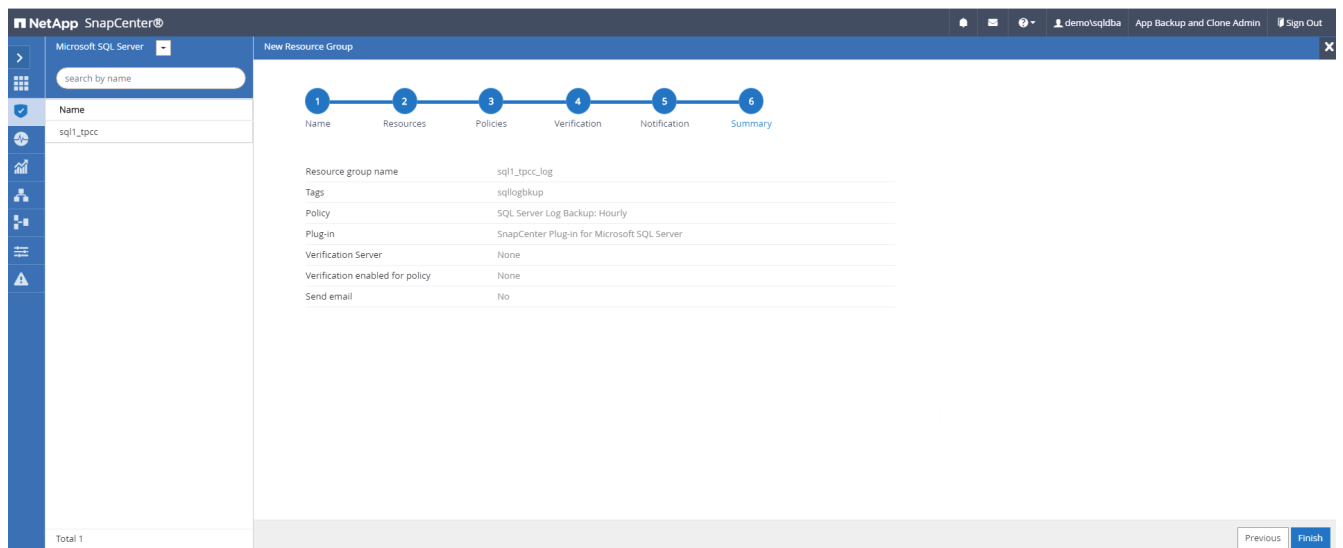 NetApp SnapCenter®
demo\sqldba App Backup and Clone Admin Sign Out
Microsoft SQL Server
New Resource Group
search by name
Name
sql1_tpcc
Total 1
1 2 3 4 5 6
Name Resources Policies Verification Notification Summary
Resource group name sql1_tpcc_log
Tags sqllogbkup
Policy SQL Server Log Backup: Hourly
Plug-in SnapCenter Plug-in for Microsoft SQL Server
Verification Server None
Verification enabled for policy None
Send email No
Previous Finish